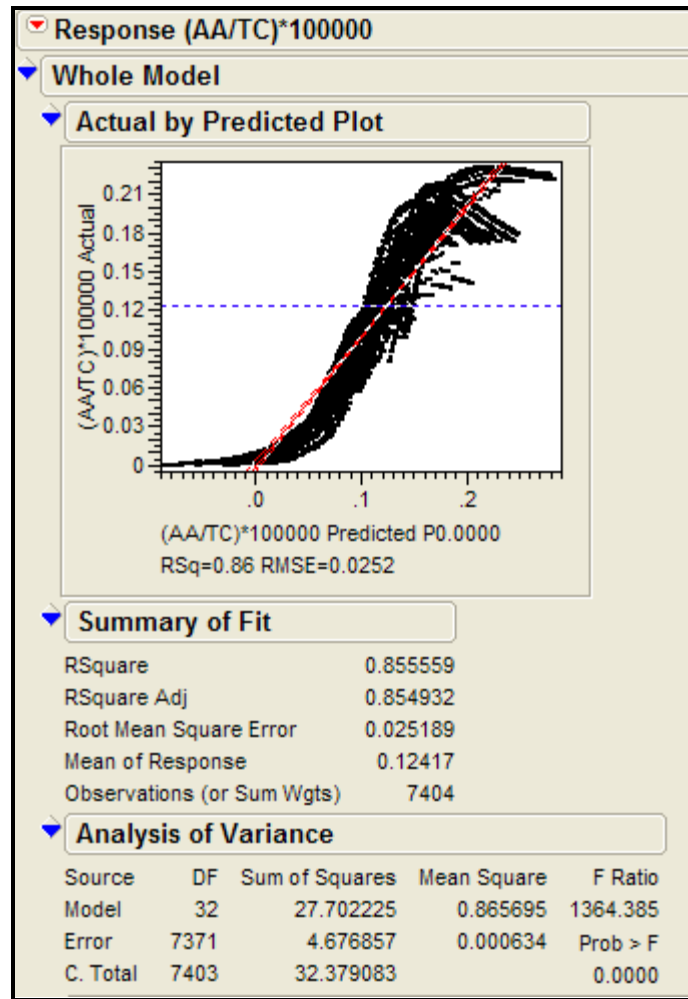 Response (AA/TC)*100000
Whole Model
Actual by Predicted Plot
(AA/TC)*100000 Actual
0.21
0.18
0.15
0.12
0.09
0.06
0.03
0
.0 .1 .2
(AA/TC)*100000 Predicted P0.0000
RSq=0.86 RMSE=0.0252
Summary of Fit
RSquare 0.855559
RSquare Adj 0.854932
Root Mean Square Error 0.025189
Mean of Response 0.12417
Observations (or Sum Wgts) 7404
Analysis of Variance
Source DF Sum of Squares Mean Square F Ratio
Model 32 27.702225 0.865695 1364.385
Error 7371 4.676857 0.000634 Prob > F
C. Total 7403 32.379083 0.0000